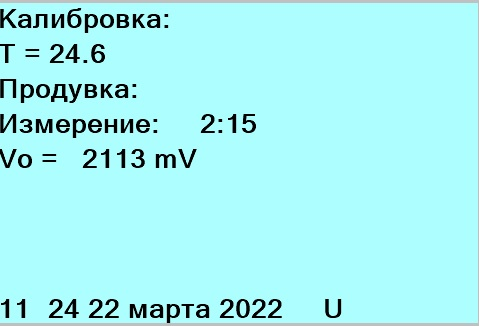 Калибровка:
T = 24.6
Продувка:
Измерение: 2:15
Vo = 2113 mV
11 24 22 марта 2022 U